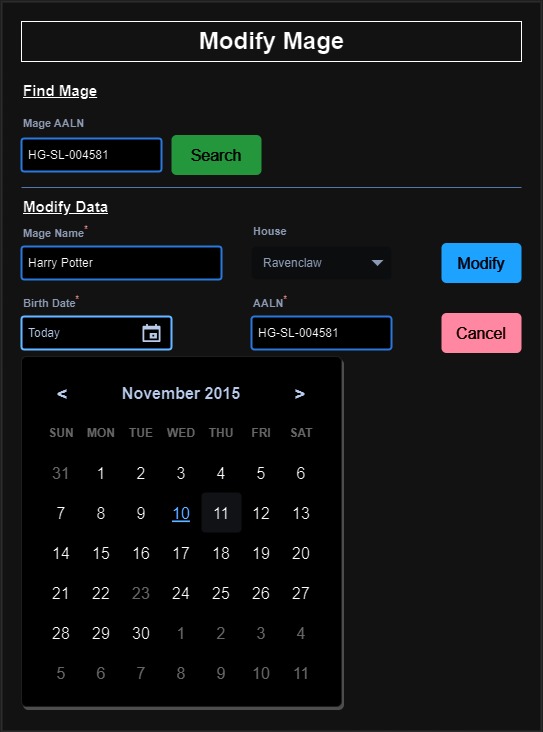 Modify Mage
Find Mage
Mage AALN
HG-SL-004581 Search
Modify Data
Mage Name* House
Harry Potter Ravenclaw Modify
Birth Date* AALN*
Today HG-SL-004581 Cancel
< November 2015 >
SUN MON TUE WED THU FRI SAT
31 1 2 3 4 5 6
7 8 9 10 11 12 13
14 15 16 17 18 19 20
21 22 23 24 25 26 27
28 29 30 1 2 3 4
5 6 7 8 9 10 11